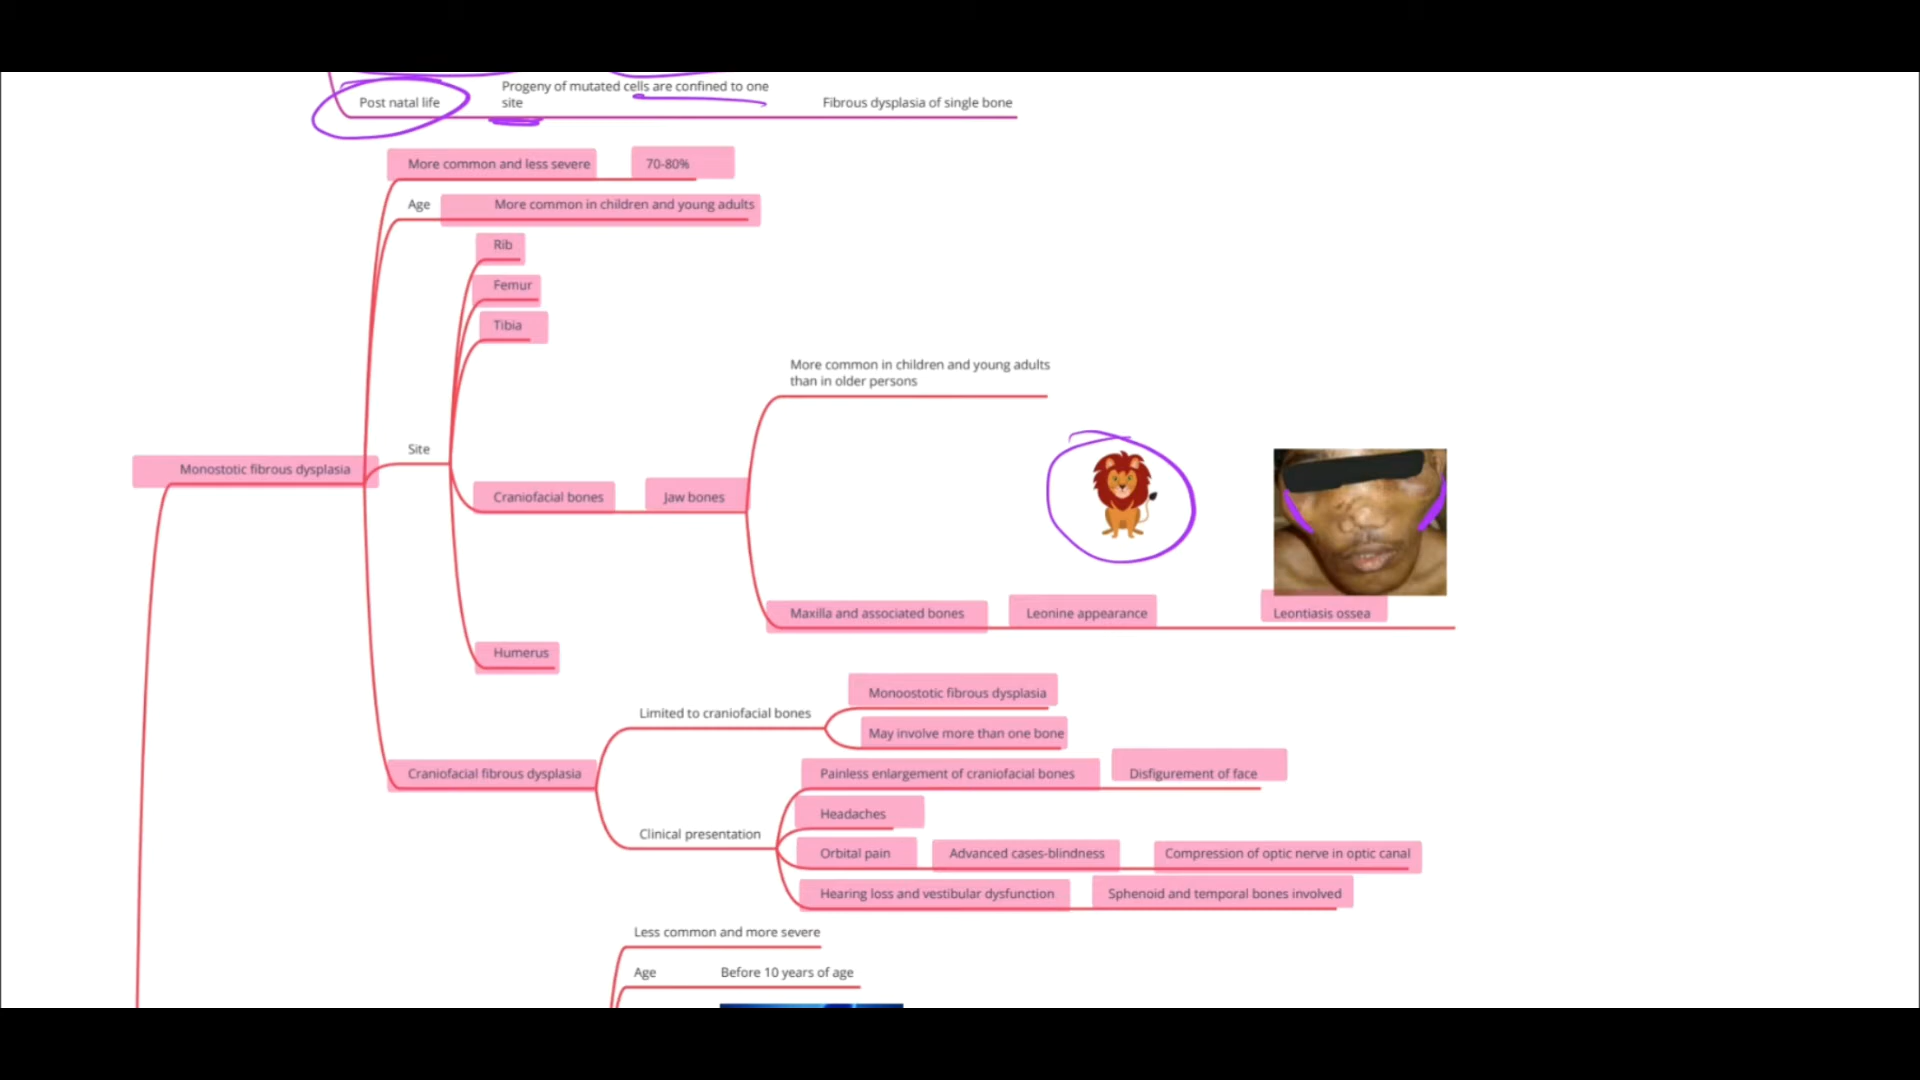 Progeny of mutated cells are confined to one
site
Post natal life
Fibrous dysplasia of single bone
More common and less severe
70-80%
Age
More common in children and young adults
Rib
Femur
Tibia
More common in children and young adults
than in older persons
Site
Monostotic fibrous dysplasia
Craniofacial bones
Jaw bones
Maxilla and associated bones
Leonine appearance
Leontiasis ossea
Humerus
Monoostotic fibrous dysplasia
Limited to craniofacial bones
May involve more than one bone
Craniofacial fibrous dysplasia
Painless enlargement of craniofacial bones
Disfigurement of face
Headaches
Clinical presentation
Orbital pain
Advanced cases-blindness
Compression of optic nerve in optic canal
Hearing loss and vestibular dysfunction
Sphenoid and temporal bones involved
Less common and more severe
Age
Before 10 years of age